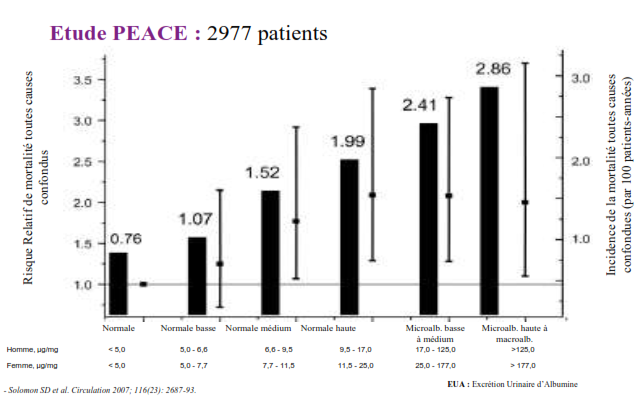 Etude PEACE : 2977 patients
Risque Relatif de mortalité toutes causes
confondus
3.5
3.0
2.5
2.0
1.5
1.0
0.76
1.07
1.52
1.99
2.41
2.86
3.0
2.0
1.0
Incidence de la mortalité toutes causes
confondues (par 100 patients-années)
Normale Normale basse Normale médium Normale haute Microalb. basse Microalb. haute à
à médium macroalb.
Homme, µg/mg < 5,0 5,0 - 6,6 6,6 - 9,5 9,5 - 17,0 17,0 - 125,0 >125,0
Femme, µg/mg < 5,0 5,0 - 7,7 7,7 - 11,5 11,5 - 25,0 25,0 - 177,0 > 177,0
EUA : Excrétion Urinaire d'Albumine
- Solomon SD et al. Circulation 2007; 116(23): 2687-93.